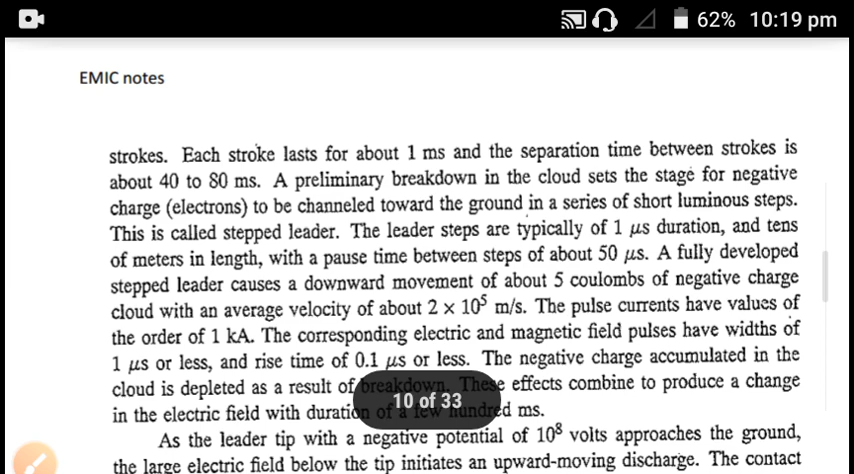 62% 10:19 pm
EMIC notes
strokes. Each stroke lasts for about 1 ms and the separation time between strokes is
about 40 to 80 ms. A preliminary breakdown in the cloud sets the stage for negative
charge (electrons) to be channeled toward the ground in a series of short luminous steps.
This is called stepped leader. The leader steps are typically of 1 μs duration, and tens
of meters in length, with a pause time between steps of about 50 μs. A fully developed
stepped leader causes a downward movement of about 5 coulombs of negative charge
cloud with an average velocity of about 2 × 10⁵ m/s. The pulse currents have values of
the order of 1 kA. The corresponding electric and magnetic field pulses have widths of
1 μs or less, and rise time of 0.1 μs or less. The negative charge accumulated in the
cloud is depleted as a result of breakdown. These effects combine to produce a change
10 of 33
in the electric field with duration of a few hundred ms.
As the leader tip with a negative potential of 10⁸ volts approaches the ground,
the large electric field below the tip initiates an upward-moving discharge. The contact